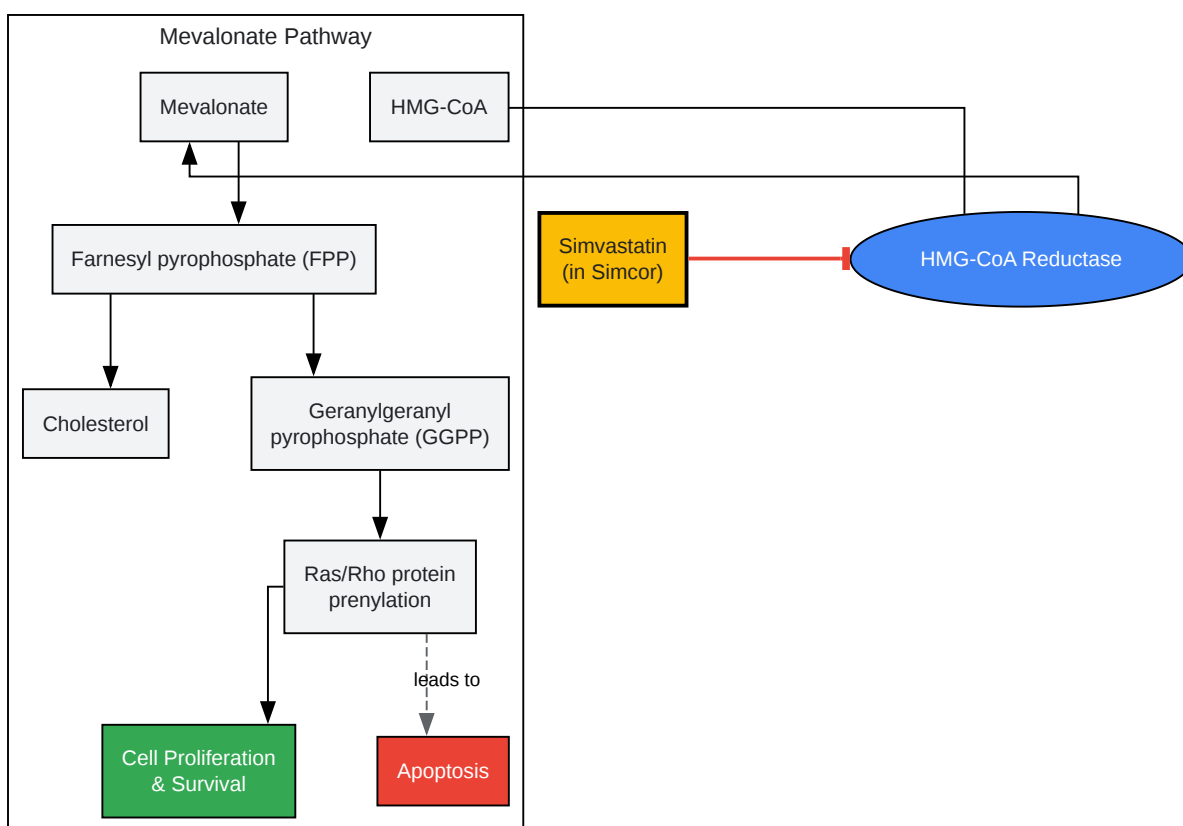 Mevalonate Pathway
Mevalonate
HMG-CoA
Farnesyl pyrophosphate (FPP)
Simvastatin
(in Simcor)
HMG-CoA Reductase
Cholesterol
Geranylgeranyl
pyrophosphate (GGPP)
Ras/Rho protein
prenylation
leads to
Cell Proliferation
& Survival
Apoptosis